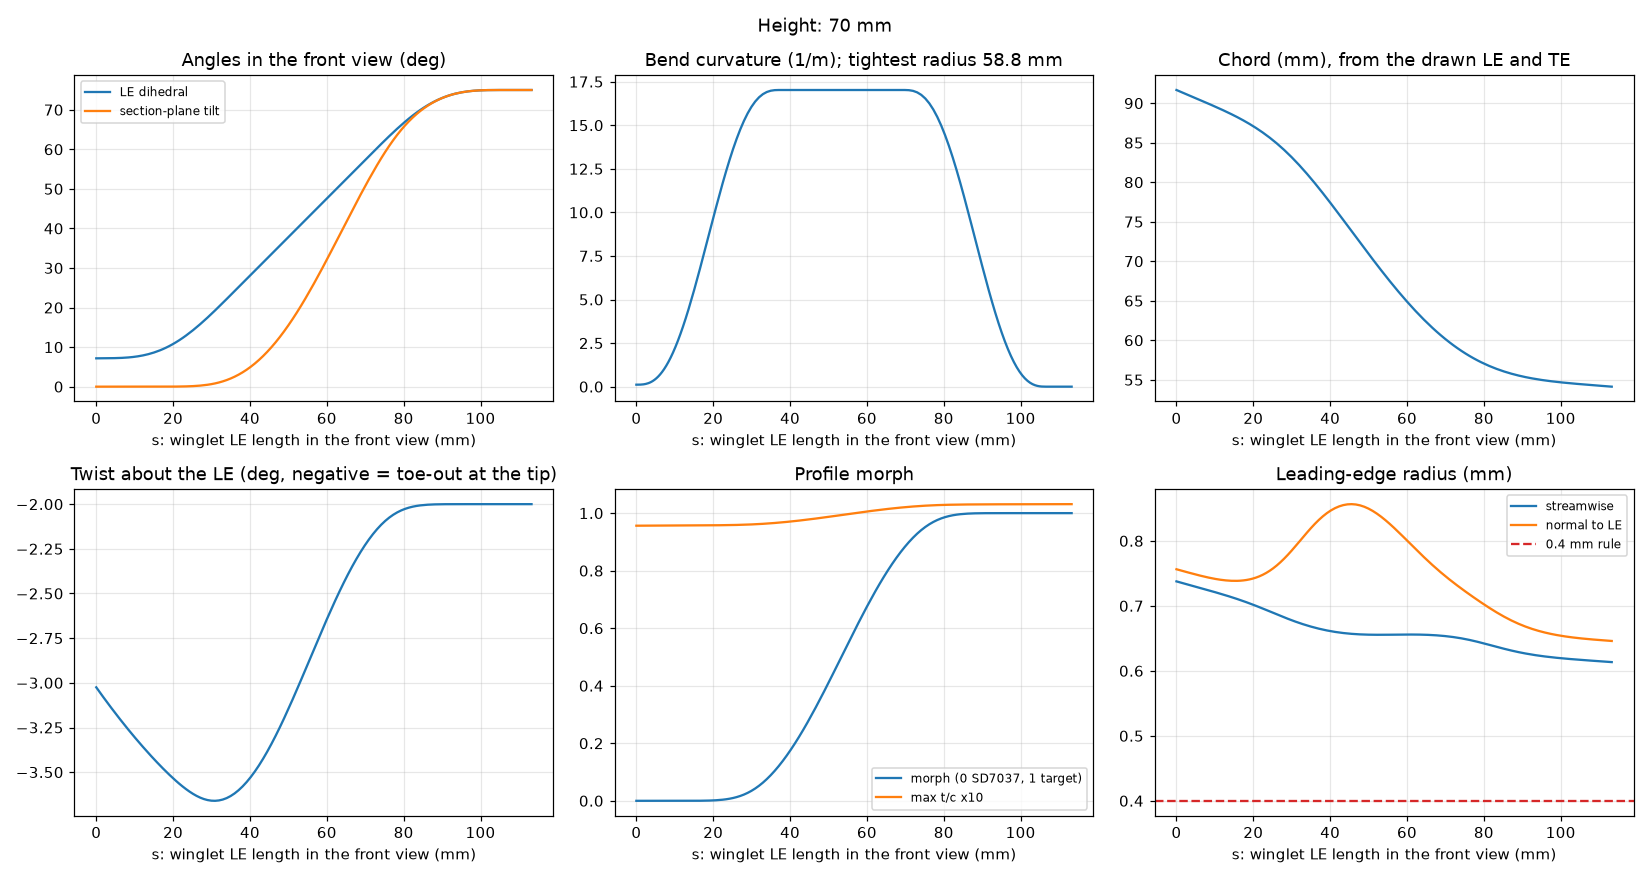 Height: 70 mm
Angles in the front view (deg)
LE dihedral
section-plane tilt
70
60
50
40
30
20
10
0
0 20 40 60 80 100
s: winglet LE length in the front view (mm)
Bend curvature (1/m); tightest radius 58.8 mm
17.5
15.0
12.5
10.0
7.5
5.0
2.5
0.0
0 20 40 60 80 100
s: winglet LE length in the front view (mm)
Chord (mm), from the drawn LE and TE
90
85
80
75
70
65
60
55
0 20 40 60 80 100
s: winglet LE length in the front view (mm)
Twist about the LE (deg, negative = toe-out at the tip)
−2.00
−2.25
−2.50
−2.75
−3.00
−3.25
−3.50
0 20 40 60 80 100
s: winglet LE length in the front view (mm)
Profile morph
1.0
0.8
0.6
0.4
0.2
0.0
morph (0 SD7037, 1 target)
max t/c x10
0 20 40 60 80 100
s: winglet LE length in the front view (mm)
Leading-edge radius (mm)
streamwise
normal to LE
0.4 mm rule
0.8
0.7
0.6
0.5
0.4
0 20 40 60 80 100
s: winglet LE length in the front view (mm)